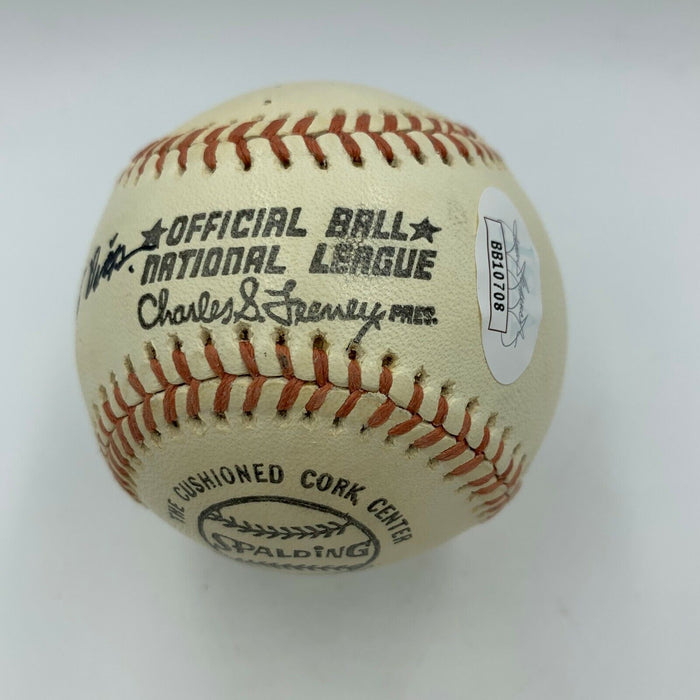 ★OFFICIAL BALL★
NATIONAL LEAGUE
Charles S. Feeney PRES.
BB10708
THE CUSHIONED CORK CENTER
SPALDING